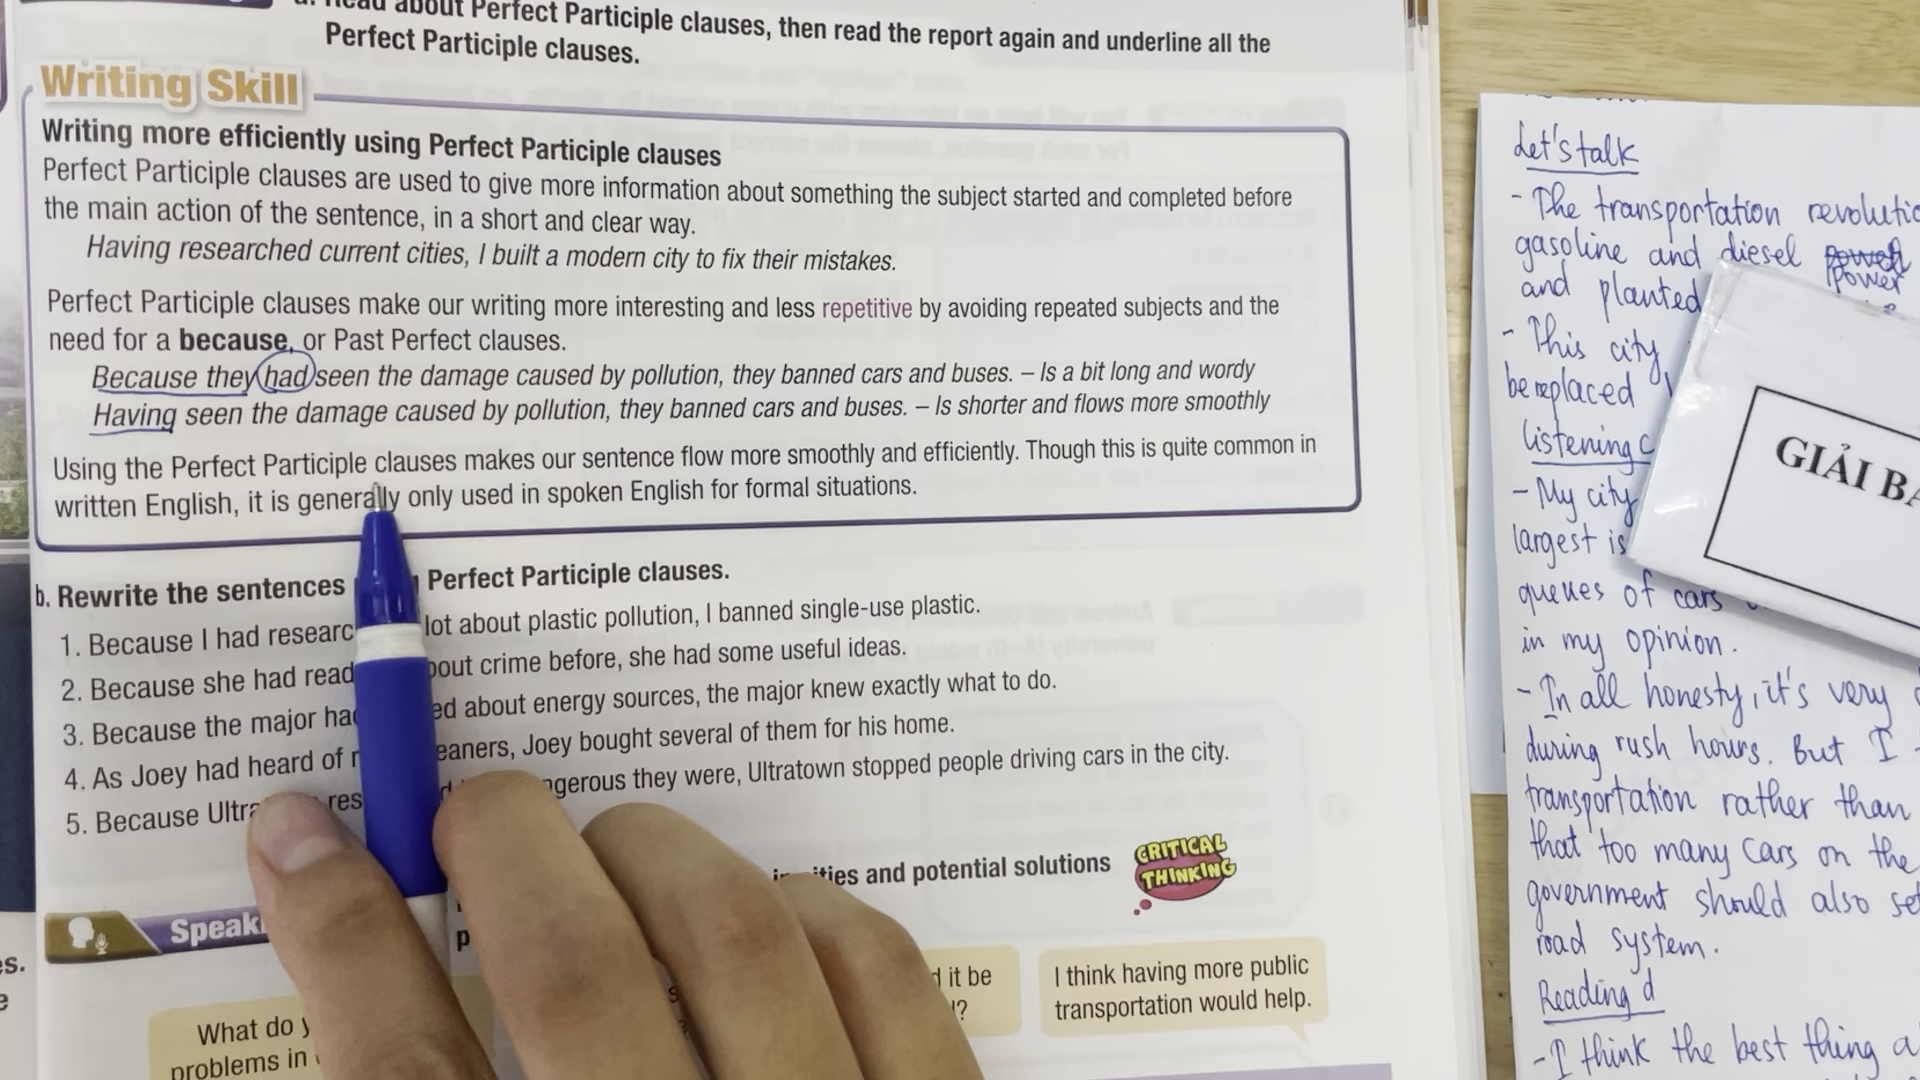 about Perfect Participle clauses, then read the report again and underline all the
Perfect Participle clauses.
Writing Skill
Writing more efficiently using Perfect Participle clauses
Perfect Participle clauses are used to give more information about something the subject started and completed before
the main action of the sentence, in a short and clear way.
Having researched current cities, I built a modern city to fix their mistakes.
Perfect Participle clauses make our writing more interesting and less repetitive by avoiding repeated subjects and the
need for a because, or Past Perfect clauses.
Because they had seen the damage caused by pollution, they banned cars and buses. – Is a bit long and wordy
Having seen the damage caused by pollution, they banned cars and buses. – Is shorter and flows more smoothly
Using the Perfect Participle clauses makes our sentence flow more smoothly and efficiently. Though this is quite common in
written English, it is generally only used in spoken English for formal situations.
b. Rewrite the sentences Perfect Participle clauses.
1. Because I had researc lot about plastic pollution, I banned single-use plastic.
2. Because she had read bout crime before, she had some useful ideas.
3. Because the major ha ed about energy sources, the major knew exactly what to do.
4. As Joey had heard of eaners, Joey bought several of them for his home.
5. Because Ultra res ngerous they were, Ultratown stopped people driving cars in the city.
ities and potential solutions
CRITICAL
THINKING
Speaki
p
es.
e
What do y
problems in
it be
l?
I think having more public
transportation would help.
Let's talk
- The transportation revolutio
gasoline and diesel power
power
and planted
- This city
be replaced
Listening c
- My city
largest is
queues of cars
in my opinion.
- In all honesty, it's very
during rush hours. But I
transportation rather than
that too many cars on the
government should also se
road system.
Reading d
- I think the best thing a
GIẢI BA